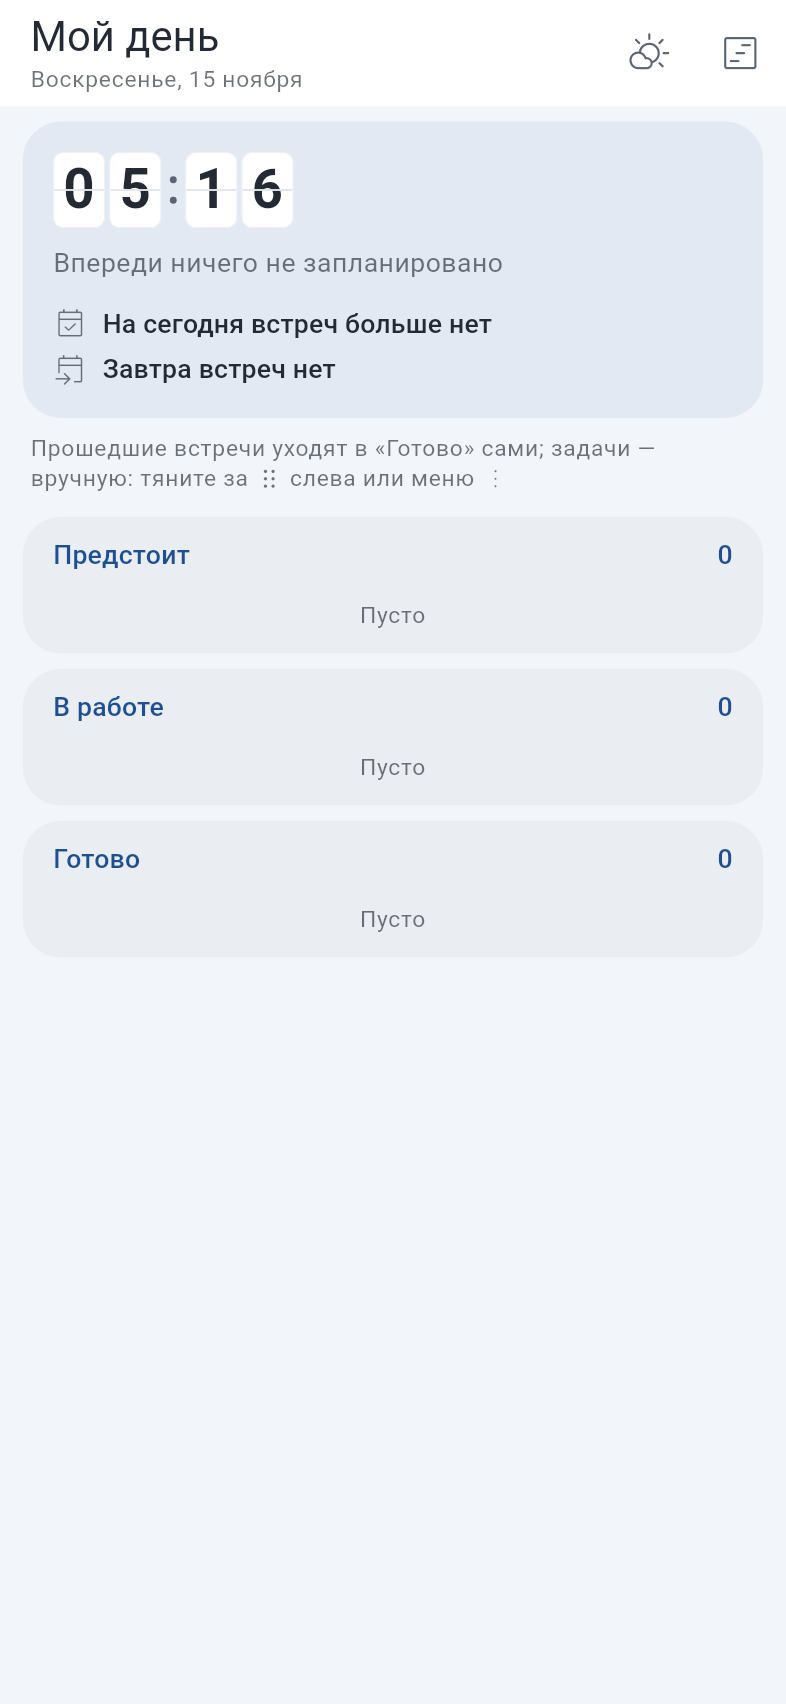 Мой день
Воскресенье, 15 ноября
05:16
Впереди ничего не запланировано
На сегодня встреч больше нет
Завтра встреч нет
Прошедшие встречи уходят в «Готово» сами; задачи —
вручную: тяните за ⠿ слева или меню ⋮
Предстоит 0
Пусто
В работе 0
Пусто
Готово 0
Пусто